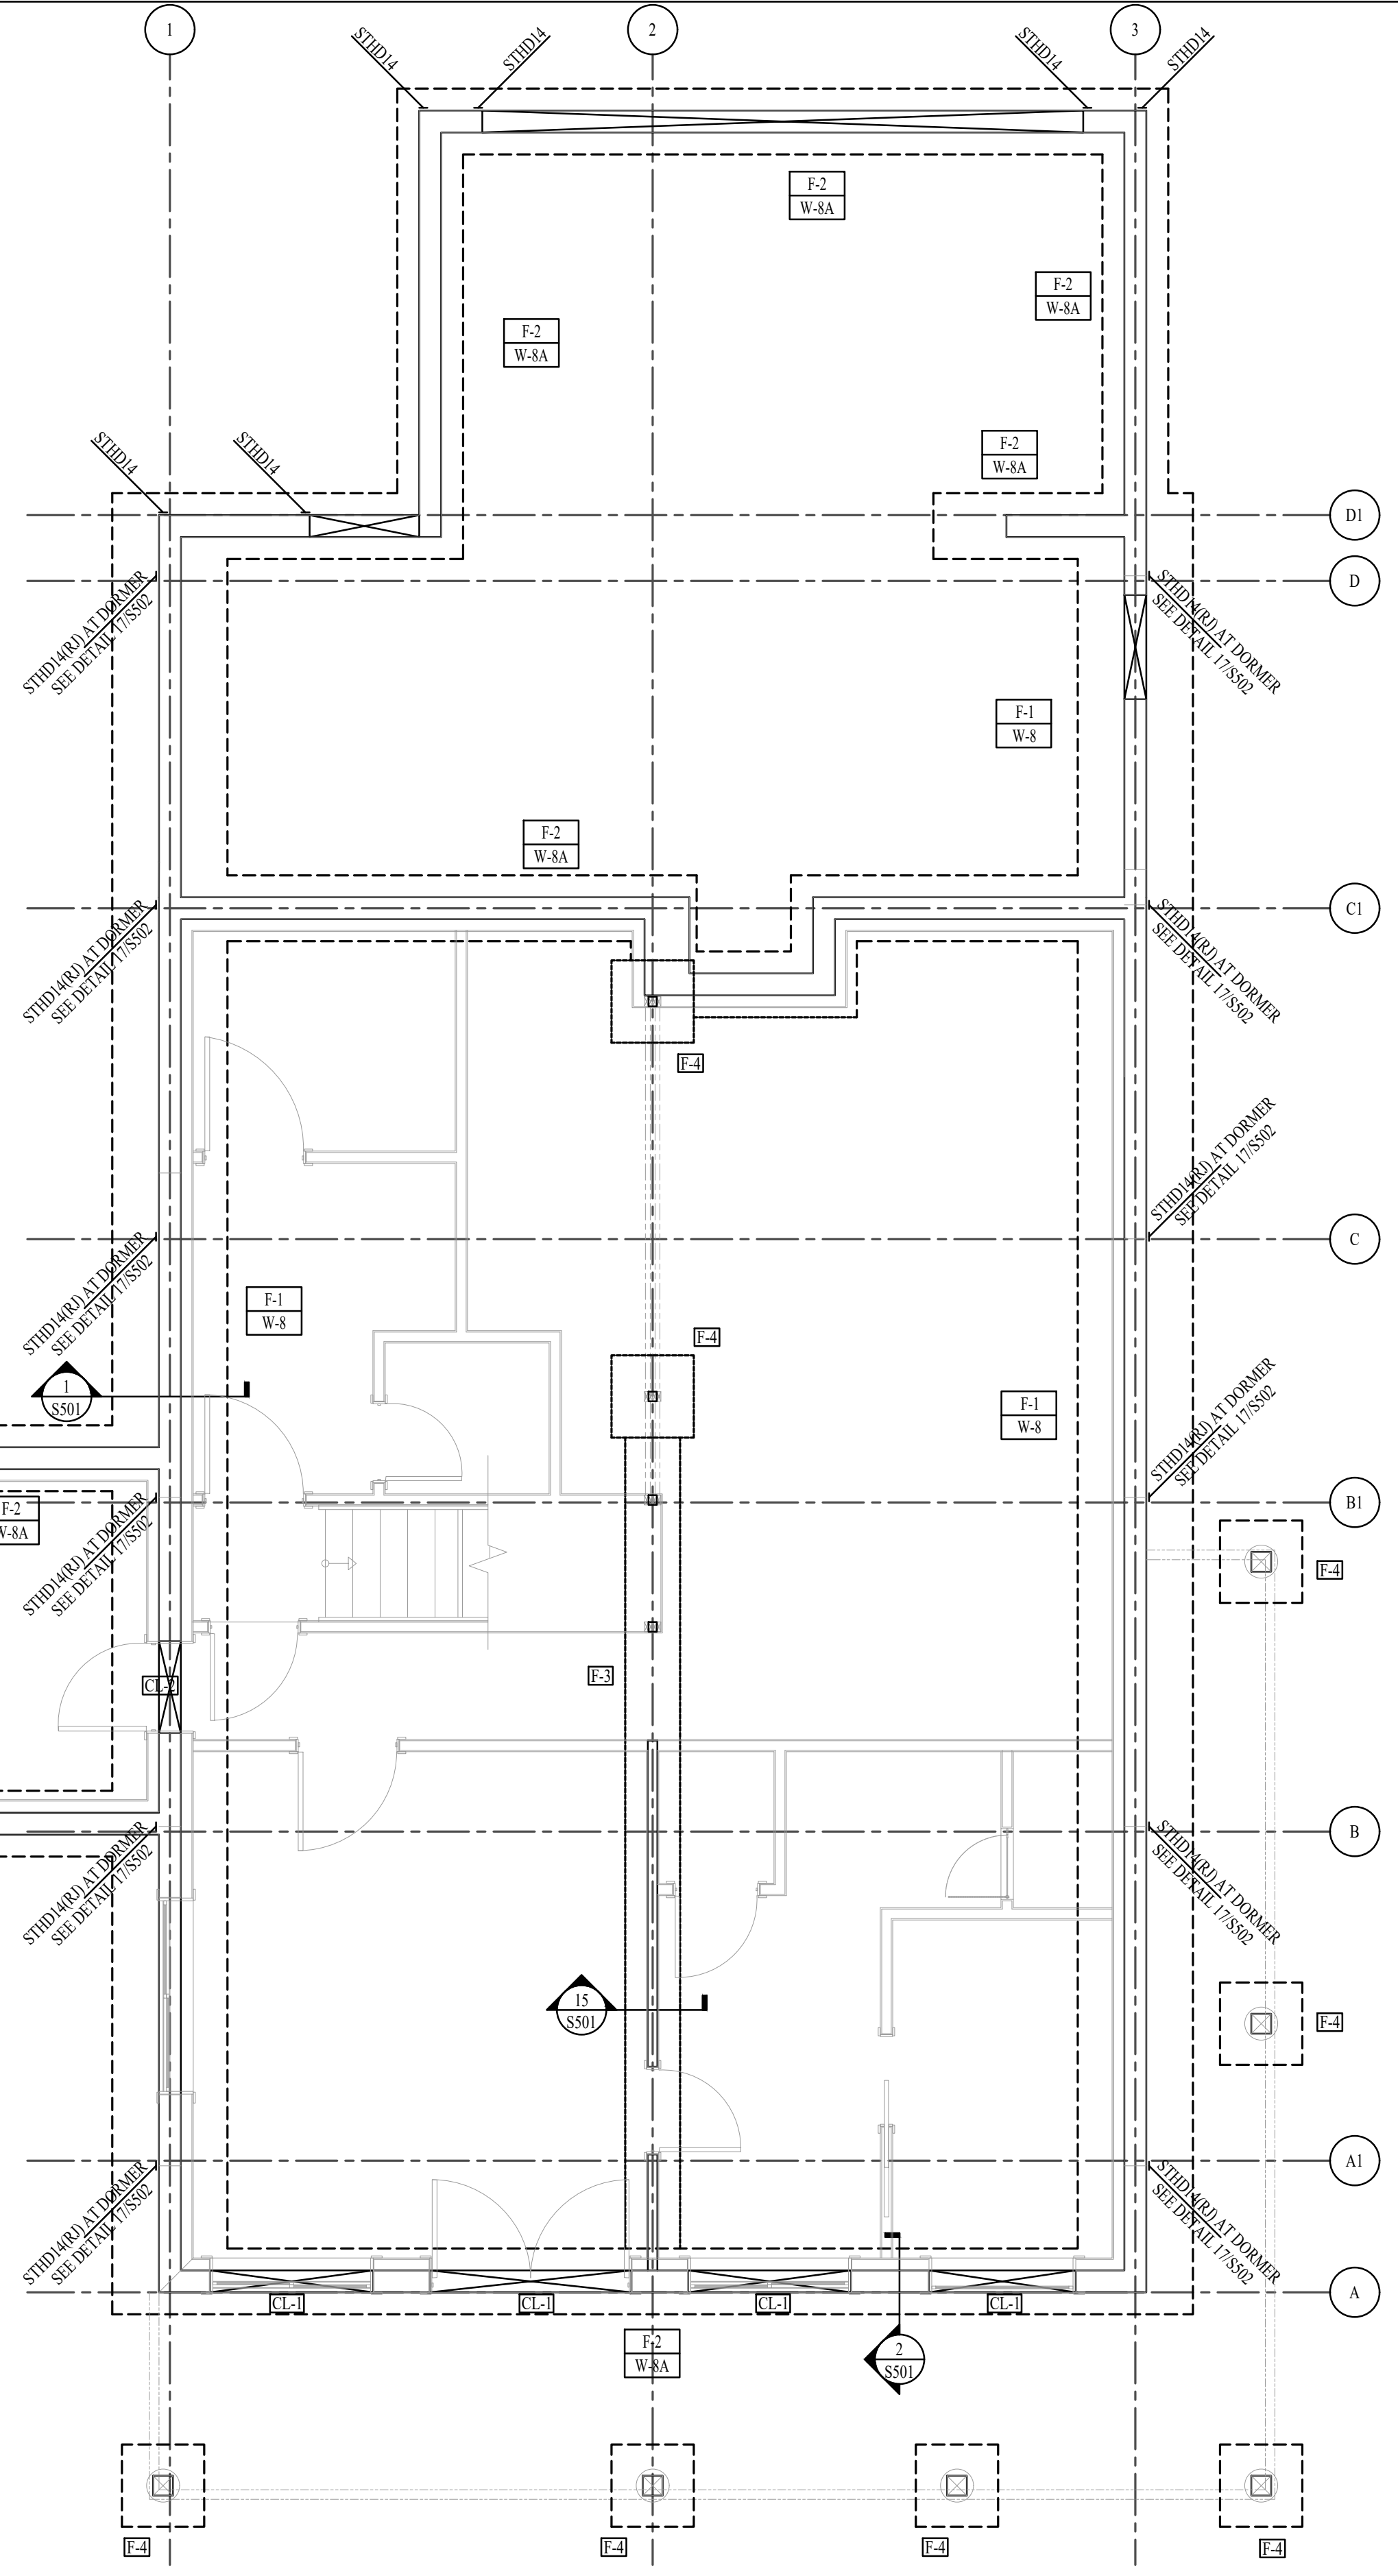 1
2
3
STHD14
STHD14
STHD14
STHD14
F-2
W-8A
F-2
W-8A
F-2
W-8A
F-2
W-8A
STHD14
STHD14
D1
D
STHD14(RJ) AT DORMER
SEE DETAIL 17/S502
STHD14(RJ) AT DORMER
SEE DETAIL 17/S502
F-1
W-8
F-2
W-8A
C1
STHD14(RJ) AT DORMER
SEE DETAIL 17/S502
STHD14(RJ) AT DORMER
SEE DETAIL 17/S502
F-4
STHD14(RJ) AT DORMER
SEE DETAIL 17/S502
C
STHD14(RJ) AT DORMER
SEE DETAIL 17/S502
F-1
W-8
F-4
1
S501
F-1
W-8
STHD14(RJ) AT DORMER
SEE DETAIL 17/S502
B1
F-2
W-8A
STHD14(RJ) AT DORMER
SEE DETAIL 17/S502
F-4
F-3
CL-2
B
STHD14(RJ) AT DORMER
SEE DETAIL 17/S502
STHD14(RJ) AT DORMER
SEE DETAIL 17/S502
15
S501
F-4
A1
STHD14(RJ) AT DORMER
SEE DETAIL 17/S502
STHD14(RJ) AT DORMER
SEE DETAIL 17/S502
A
CL-1
CL-1
CL-1
CL-1
F-2
W-8A
2
S501
F-4
F-4
F-4
F-4